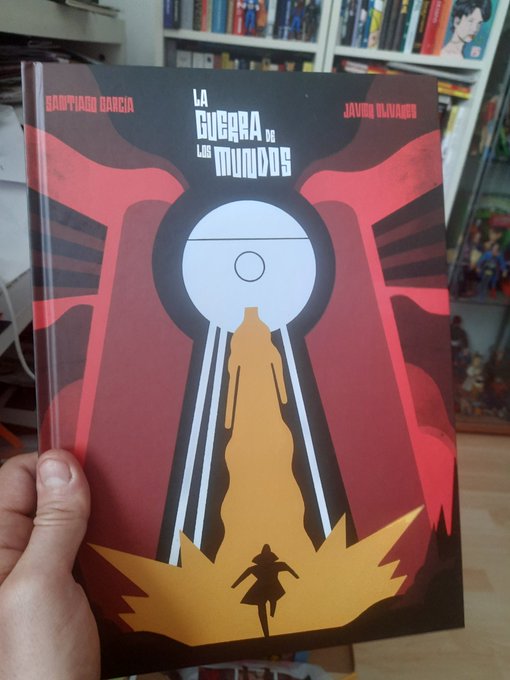 SANTIAGO GARCÍA
LA
GUERRA DE
LOS MUNDOS
JAVIER OLIVARES